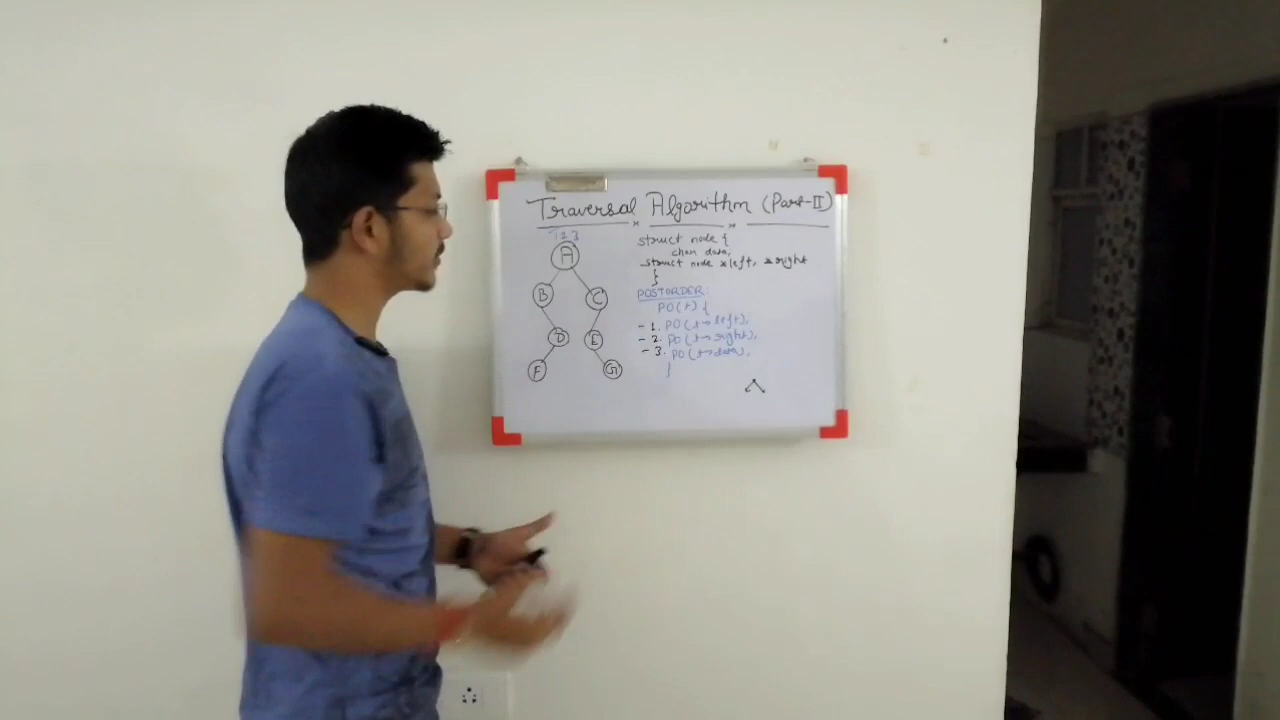 Traversal Algorithm (Part-II)
1 2 3
A
B C
D E
F G
struct node {
char data;
struct node *left, *right
}
POSTORDER:
PO(t) {
- 1. PO(t→left);
- 2. PO(t→right);
- 3. PO(t→data);
}